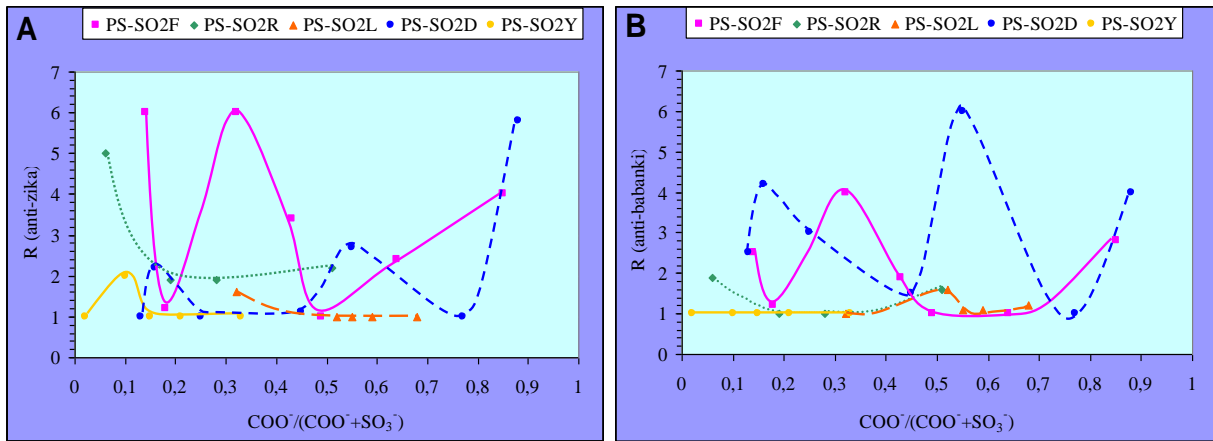 A
PS-SO2F PS-SO2R PS-SO2L PS-SO2D PS-SO2Y
7
6
5
4
3
2
1
0
R (anti-zika)
0 0,1 0,2 0,3 0,4 0,5 0,6 0,7 0,8 0,9 1
COO⁻/(COO⁻+SO₃⁻)
B
PS-SO2F PS-SO2R PS-SO2L PS-SO2D PS-SO2Y
7
6
5
4
3
2
1
0
R (anti-babanki)
0 0,1 0,2 0,3 0,4 0,5 0,6 0,7 0,8 0,9 1
COO⁻/(COO⁻+SO₃⁻)